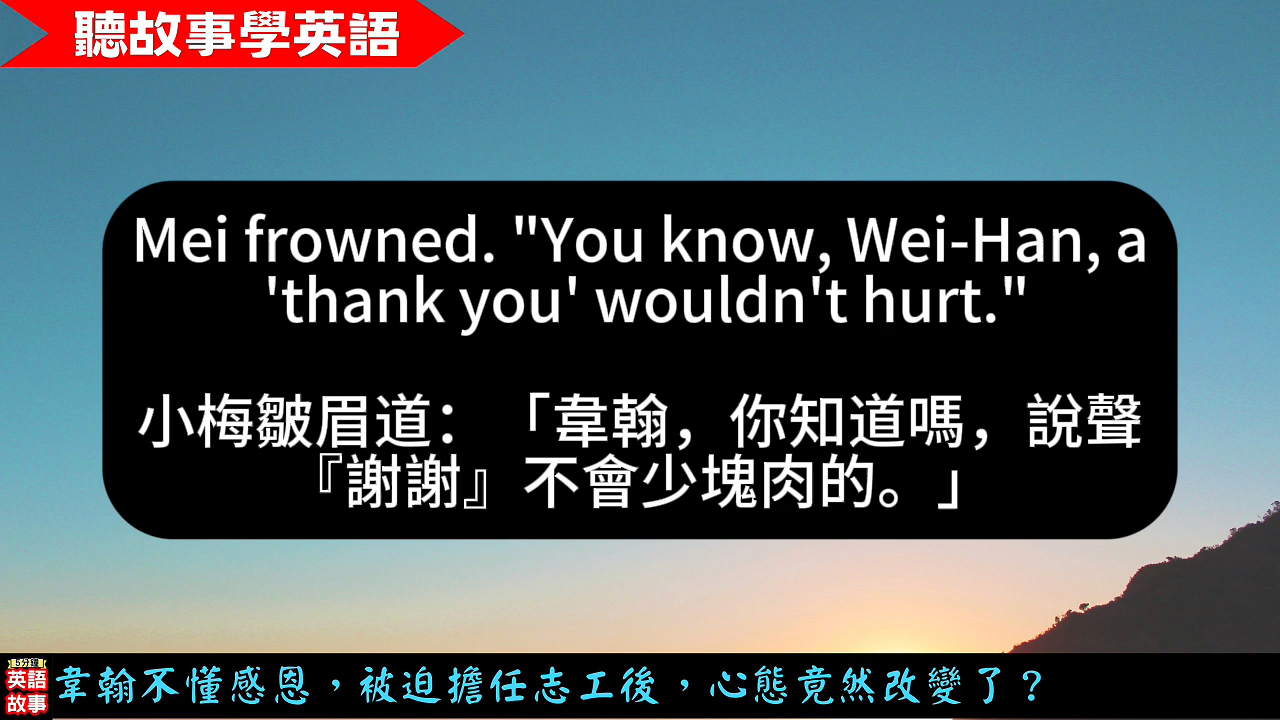 聽故事學英語
Mei frowned. "You know, Wei-Han, a
'thank you' wouldn't hurt."
小梅皺眉道：「韋翰，你知道嗎，說聲
『謝謝』不會少塊肉的。」
5分鐘
英語
故事
韋翰不懂感恩，被迫擔任志工後，心態竟然改變了？